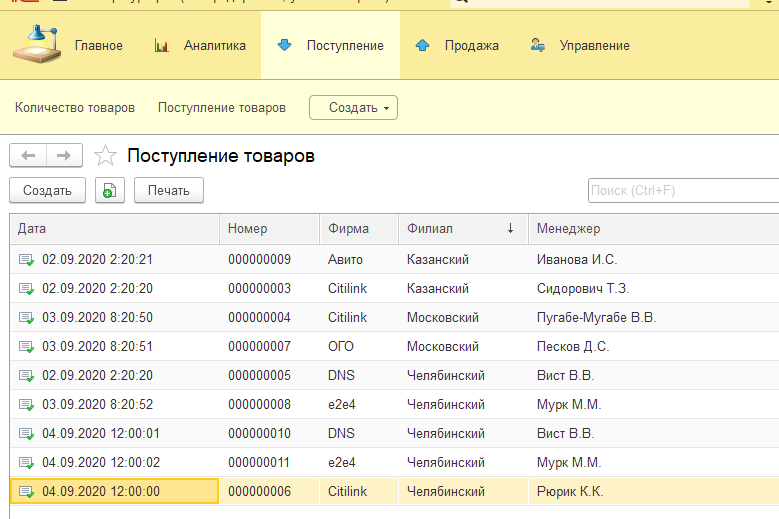 Главное Аналитика Поступление Продажа Управление
Количество товаров Поступление товаров Создать
Поступление товаров
Создать Печать Поиск (Ctrl+F)
Дата Номер Фирма Филиал ↓ Менеджер
02.09.2020 2:20:21 000000009 Авито Казанский Иванова И.С.
02.09.2020 2:20:20 000000003 Citilink Казанский Сидорович Т.З.
03.09.2020 8:20:50 000000004 Citilink Московский Пугабе-Мугабе В.В.
03.09.2020 8:20:51 000000007 ОГО Московский Песков Д.С.
02.09.2020 2:20:20 000000005 DNS Челябинский Вист В.В.
03.09.2020 8:20:52 000000008 e2e4 Челябинский Мурк М.М.
04.09.2020 12:00:01 000000010 DNS Челябинский Вист В.В.
04.09.2020 12:00:02 000000011 e2e4 Челябинский Мурк М.М.
04.09.2020 12:00:00 000000006 Citilink Челябинский Рюрик К.К.